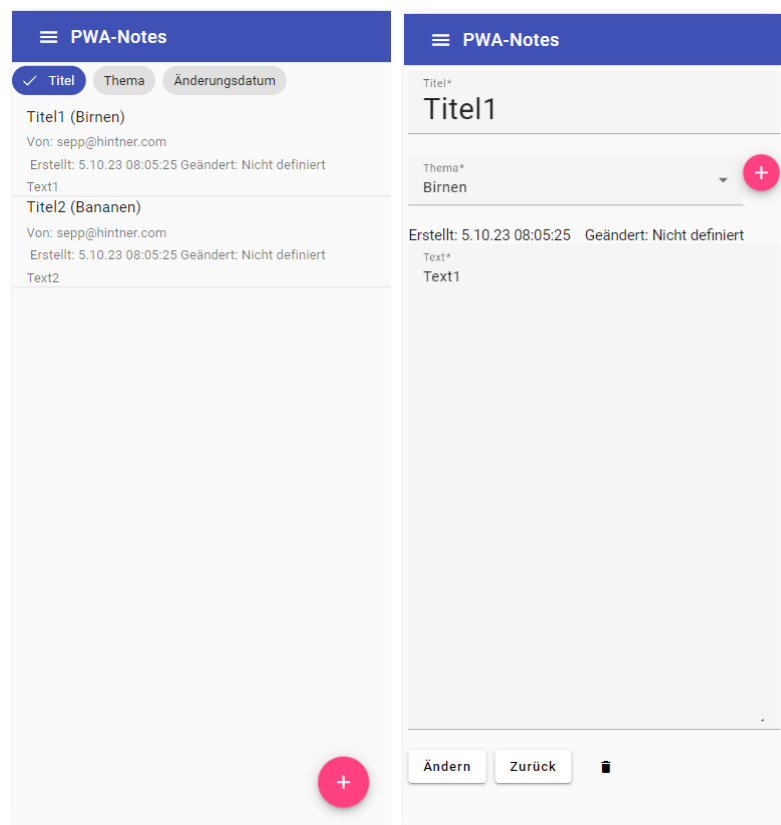 PWA-Notes
Titel Thema Änderungsdatum
Titel1 (Birnen)
Von: sepp@hintner.com
Erstellt: 5.10.23 08:05:25 Geändert: Nicht definiert
Text1
Titel2 (Bananen)
Von: sepp@hintner.com
Erstellt: 5.10.23 08:05:25 Geändert: Nicht definiert
Text2
PWA-Notes
Titel*
Titel1
Thema*
Birnen
Erstellt: 5.10.23 08:05:25 Geändert: Nicht definiert
Text*
Text1
Ändern Zurück